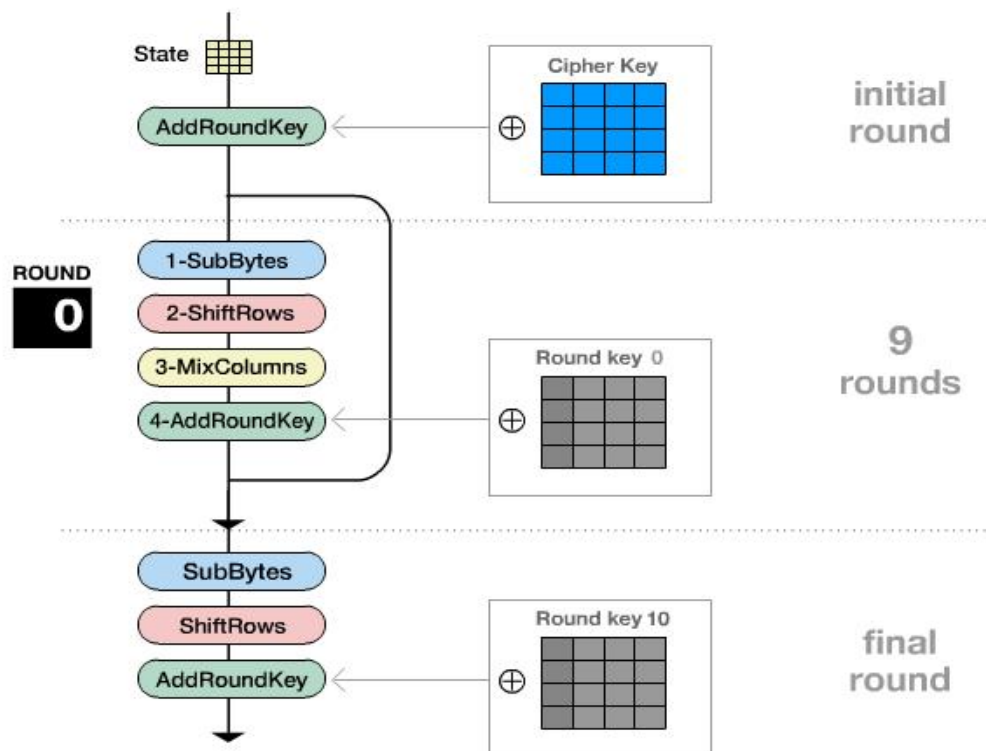 State
AddRoundKey
Cipher Key
initial
round
ROUND
0
1-SubBytes
2-ShiftRows
3-MixColumns
4-AddRoundKey
Round key 0
9
rounds
SubBytes
ShiftRows
AddRoundKey
Round key 10
final
round